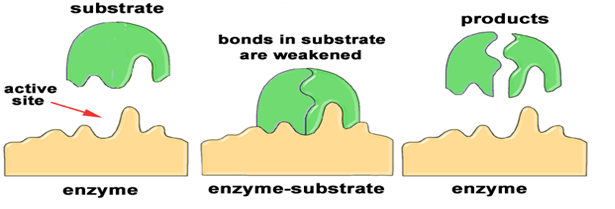 substrate
active
site
enzyme
bonds in substrate
are weakened
enzyme-substrate
products
enzyme